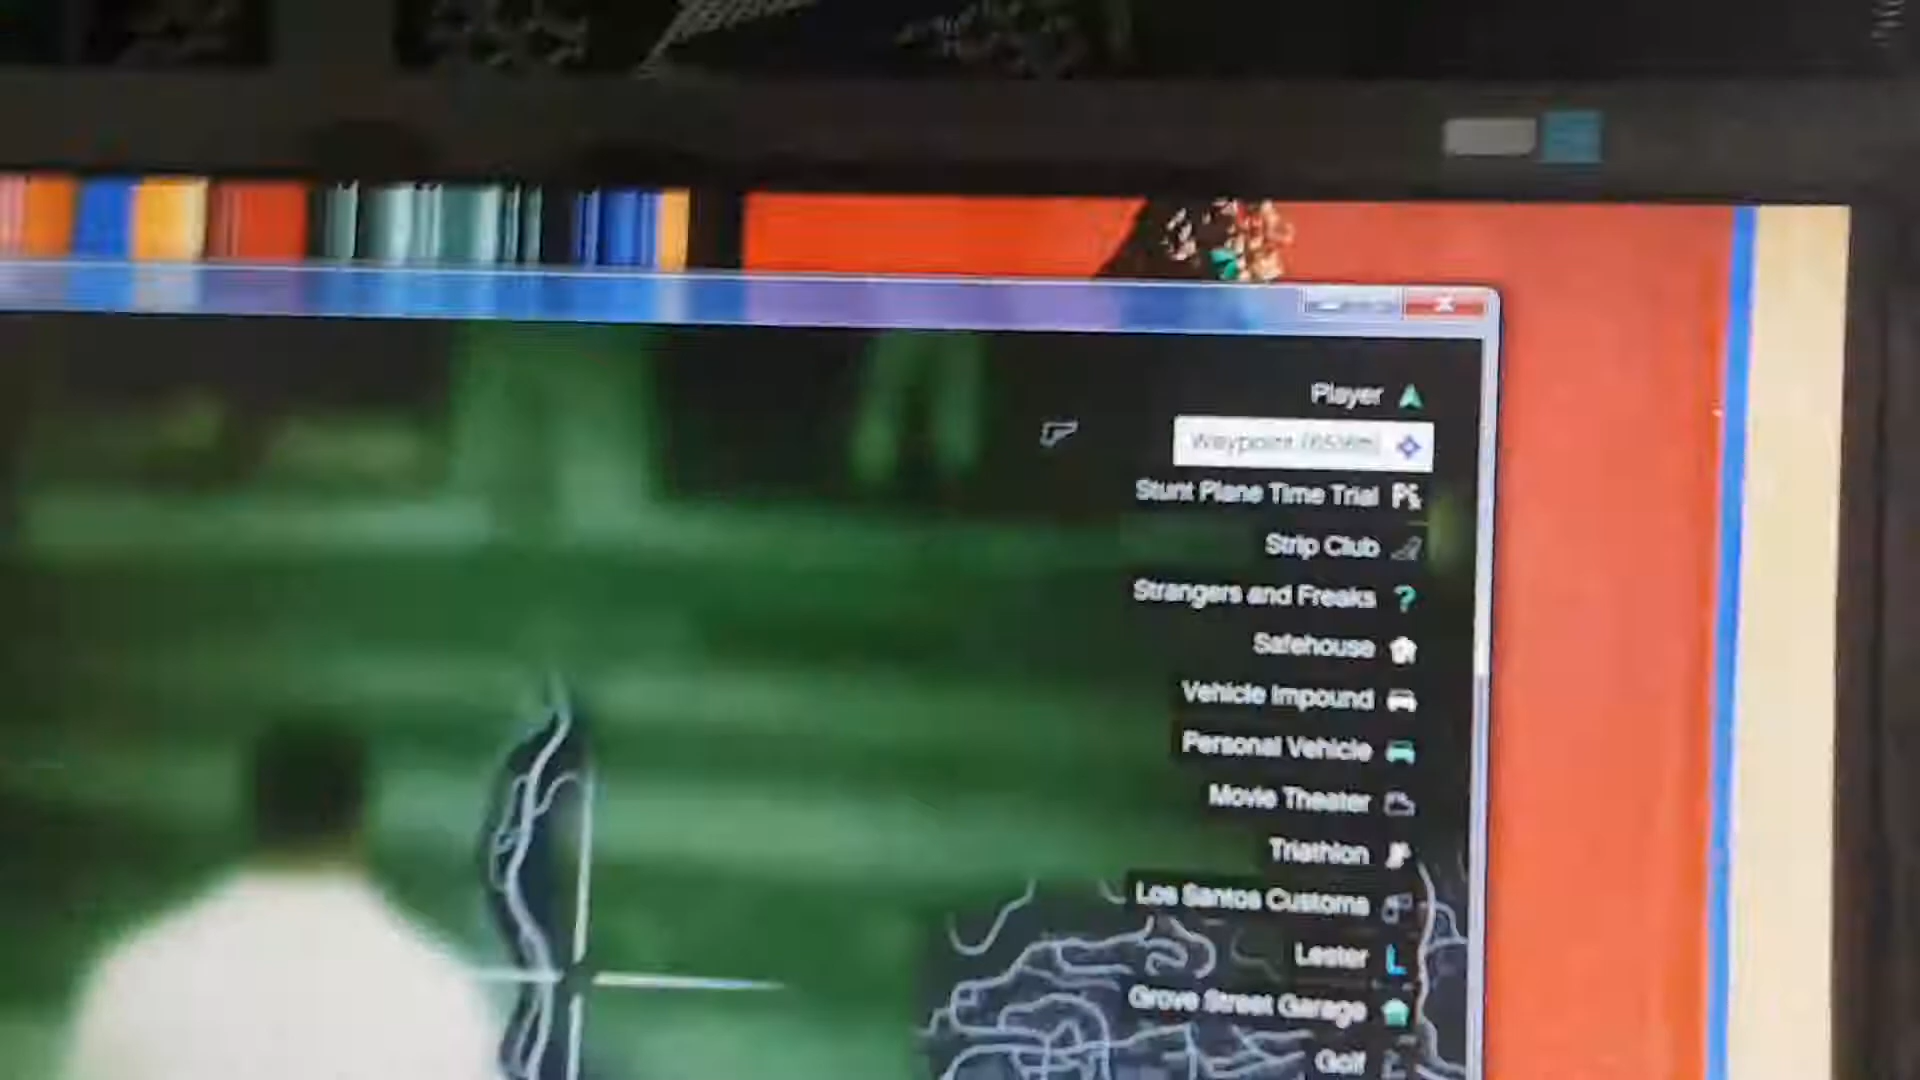 Player
Waypoint
Stunt Plane Time Trial
Strip Club
Strangers and Freaks
Safehouse
Vehicle Impound
Personal Vehicle
Movie Theater
Triathlon
Los Santos Customs
Lester
Grove Street Garage
Golf